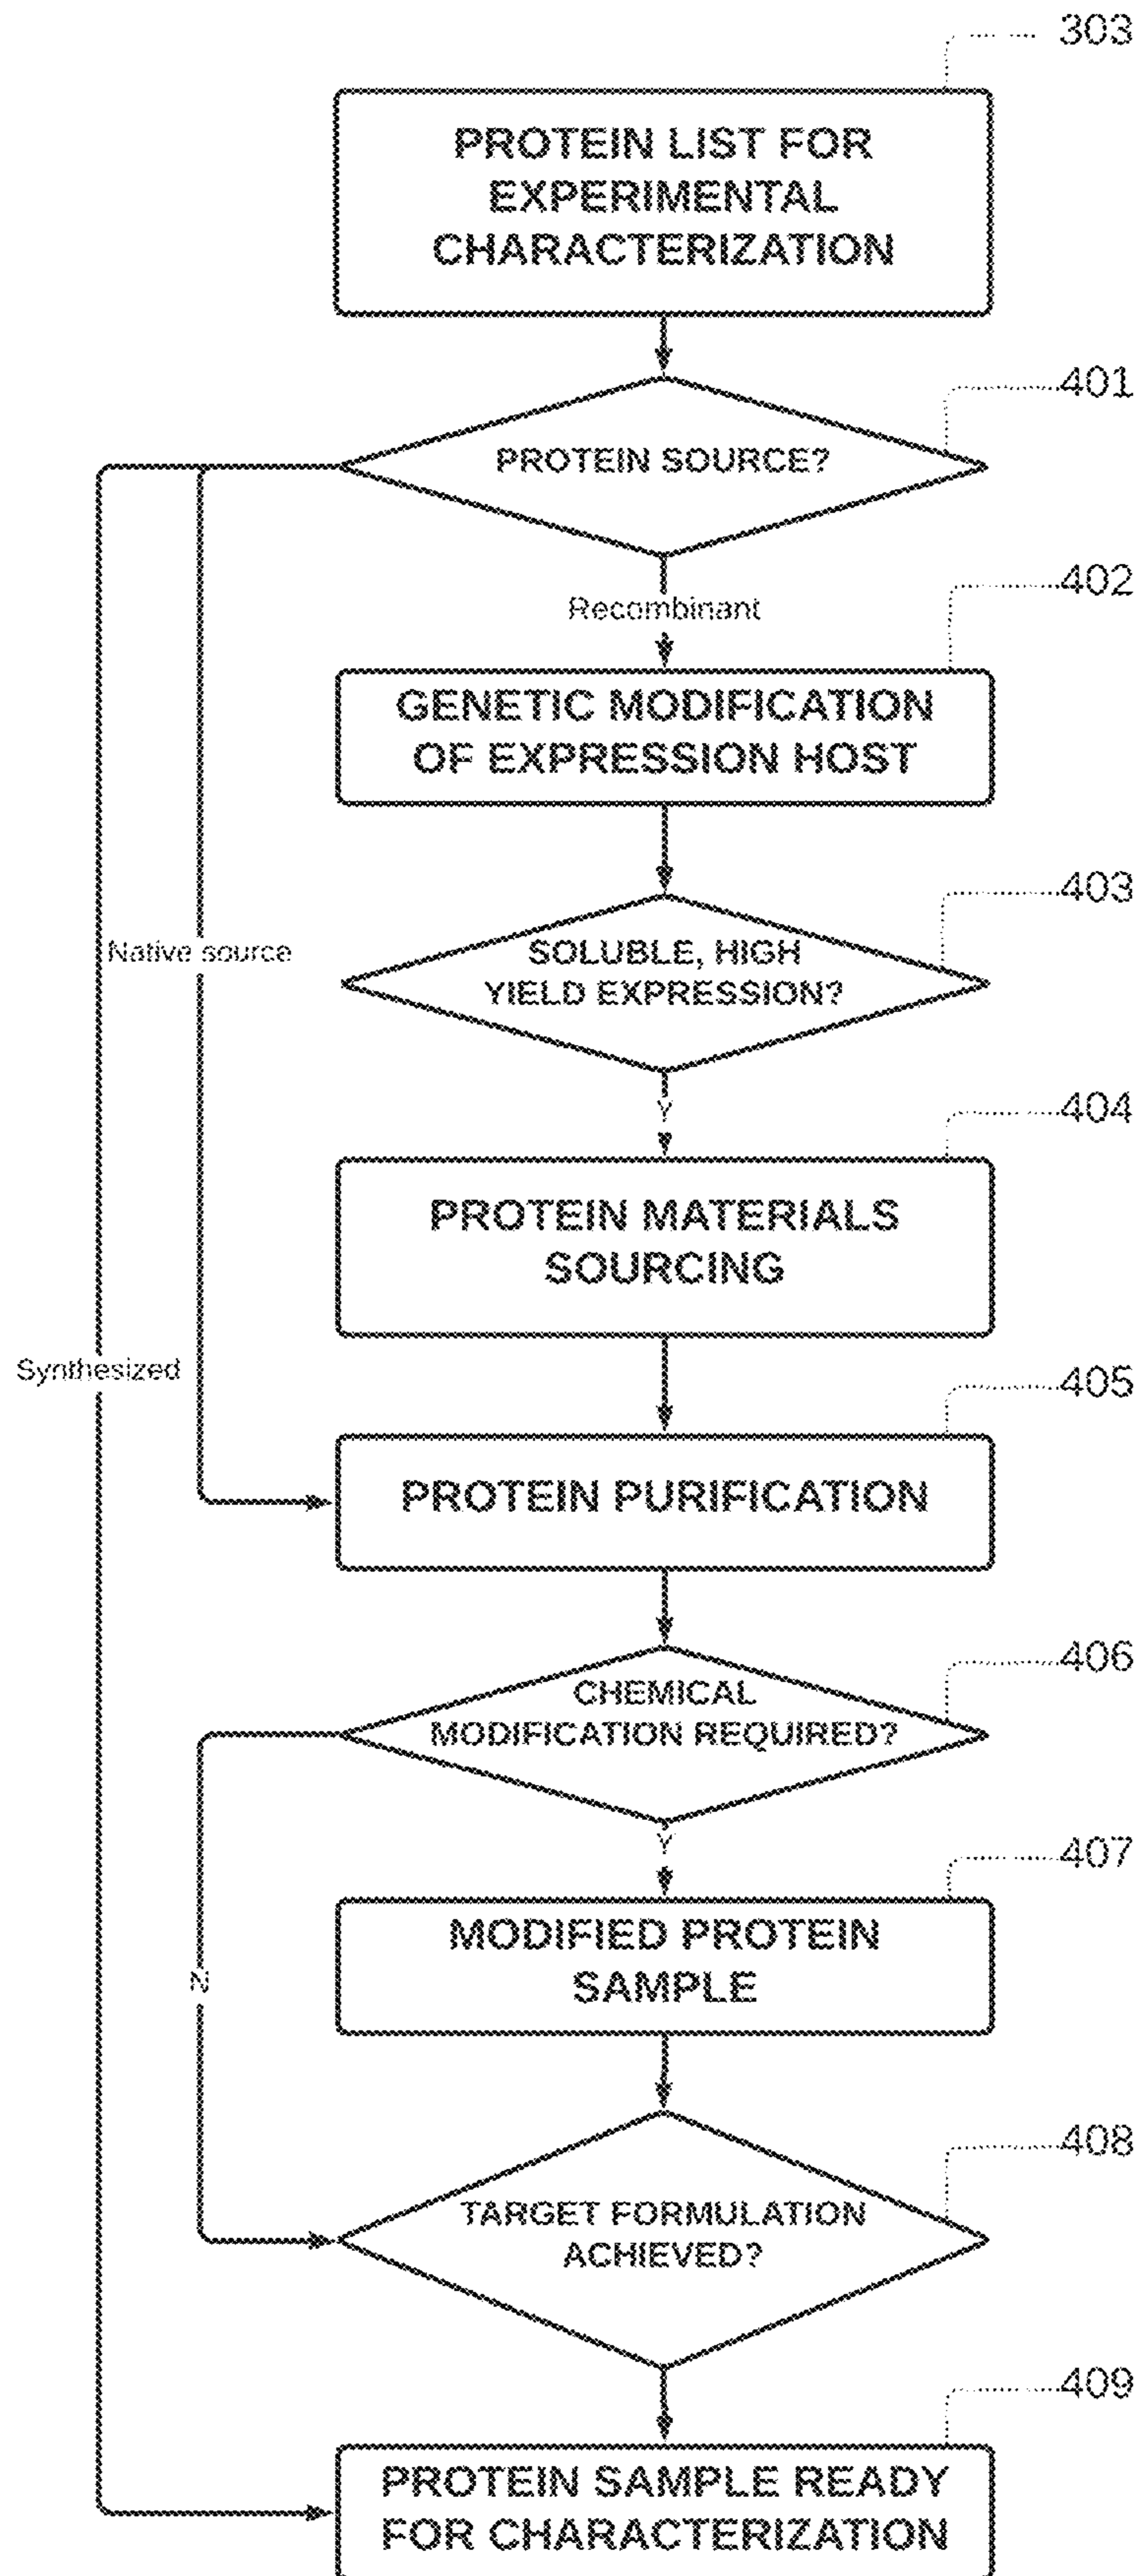 303
PROTEIN LIST FOR
EXPERIMENTAL
CHARACTERIZATION
401
PROTEIN SOURCE?
402
Recombinant
GENETIC MODIFICATION
OF EXPRESSION HOST
403
Native source
SOLUBLE, HIGH
YIELD EXPRESSION?
Y
404
PROTEIN MATERIALS
SOURCING
Synthesized
405
PROTEIN PURIFICATION
406
CHEMICAL
MODIFICATION REQUIRED?
Y
407
MODIFIED PROTEIN
SAMPLE
N
408
TARGET FORMULATION
ACHIEVED?
409
PROTEIN SAMPLE READY
FOR CHARACTERIZATION